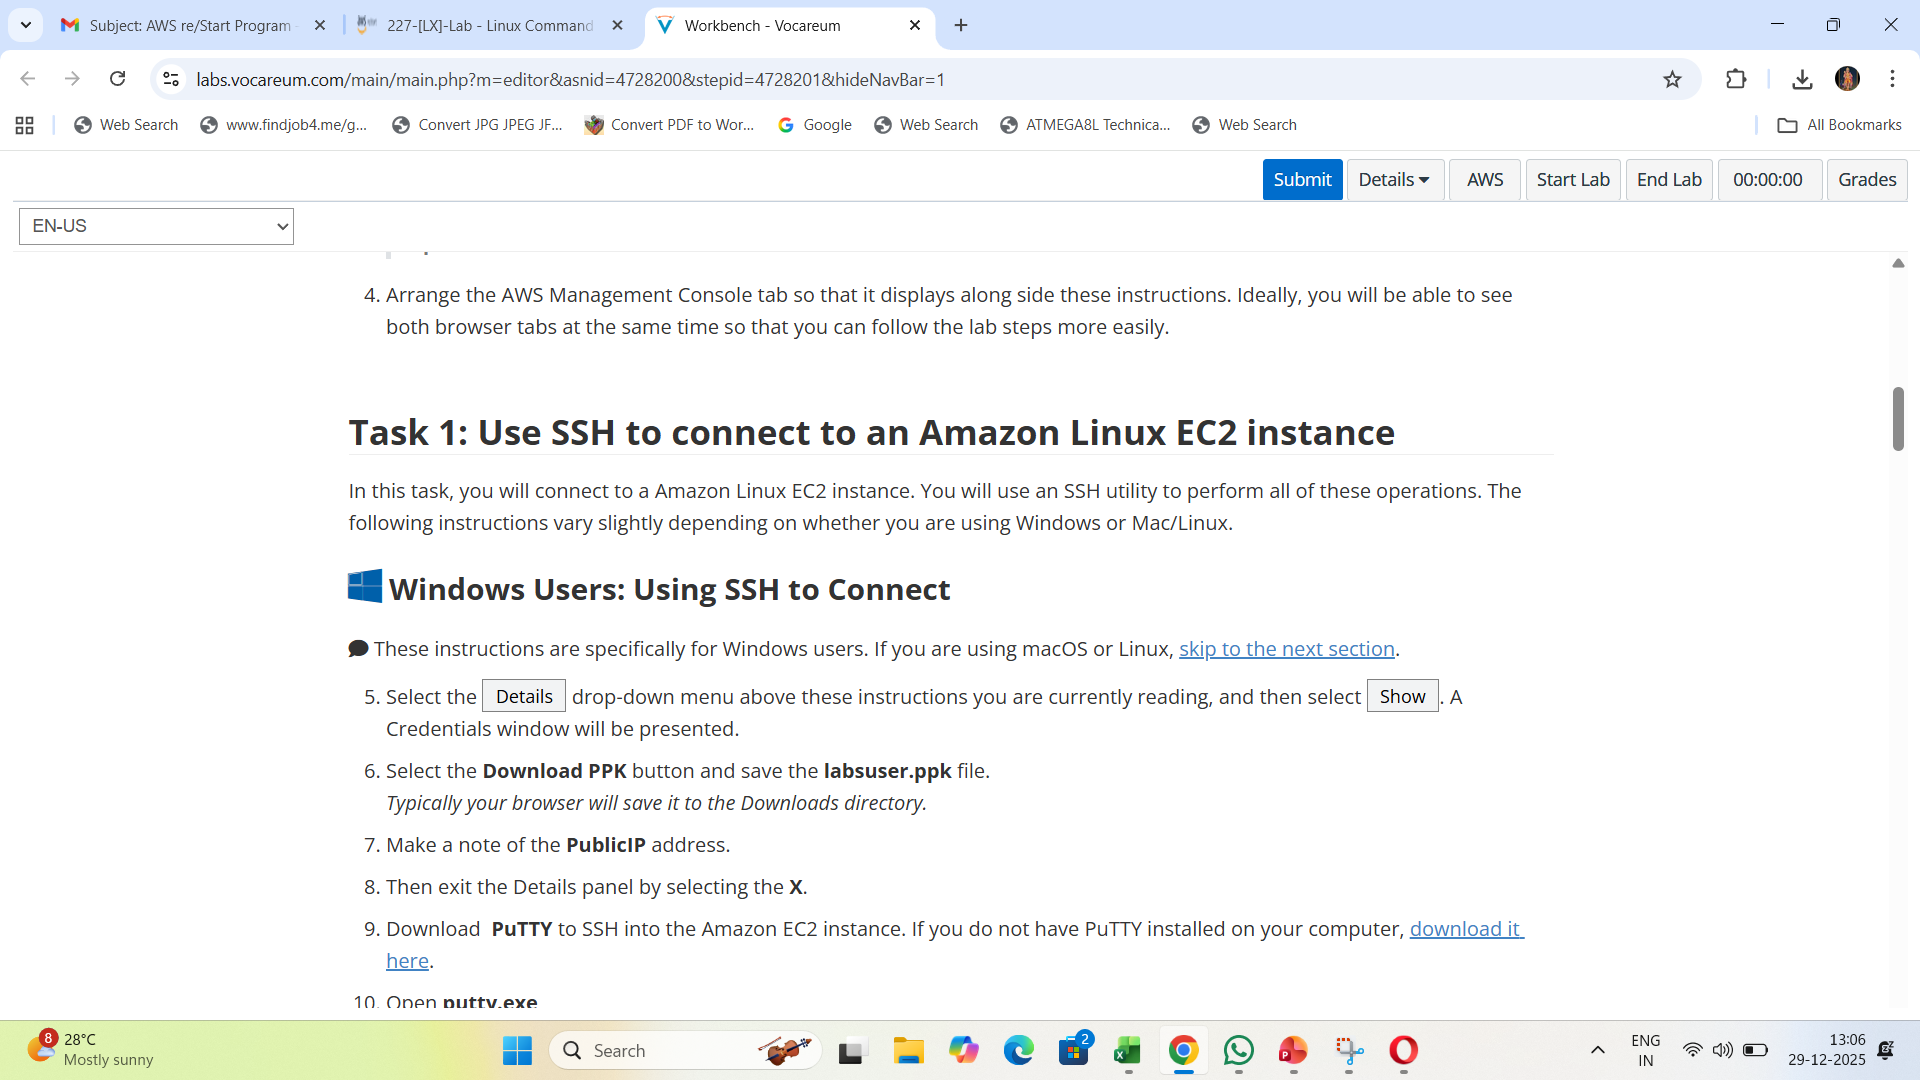 Subject: AWS re/Start Program -
227-[LX]-Lab - Linux Command
Workbench - Vocareum
labs.vocareum.com/main/main.php?m=editor&asnid=4728200&stepid=4728201&hideNavBar=1
Web Search
www.findjob4.me/g...
Convert JPG JPEG JF...
Convert PDF to Wor...
Google
Web Search
ATMEGA8L Technica...
Web Search
All Bookmarks
Submit
Details
AWS
Start Lab
End Lab
00:00:00
Grades
EN-US
4. Arrange the AWS Management Console tab so that it displays along side these instructions. Ideally, you will be able to see
both browser tabs at the same time so that you can follow the lab steps more easily.
Task 1: Use SSH to connect to an Amazon Linux EC2 instance
In this task, you will connect to a Amazon Linux EC2 instance. You will use an SSH utility to perform all of these operations. The
following instructions vary slightly depending on whether you are using Windows or Mac/Linux.
Windows Users: Using SSH to Connect
These instructions are specifically for Windows users. If you are using macOS or Linux, skip to the next section.
5. Select the Details drop-down menu above these instructions you are currently reading, and then select Show. A
Credentials window will be presented.
6. Select the Download PPK button and save the labsuser.ppk file.
Typically your browser will save it to the Downloads directory.
7. Make a note of the PublicIP address.
8. Then exit the Details panel by selecting the X.
9. Download PuTTY to SSH into the Amazon EC2 instance. If you do not have PuTTY installed on your computer, download it
here.
10. Open putty.exe
8
28°C
Mostly sunny
Search
2
ENG
IN
13:06
29-12-2025